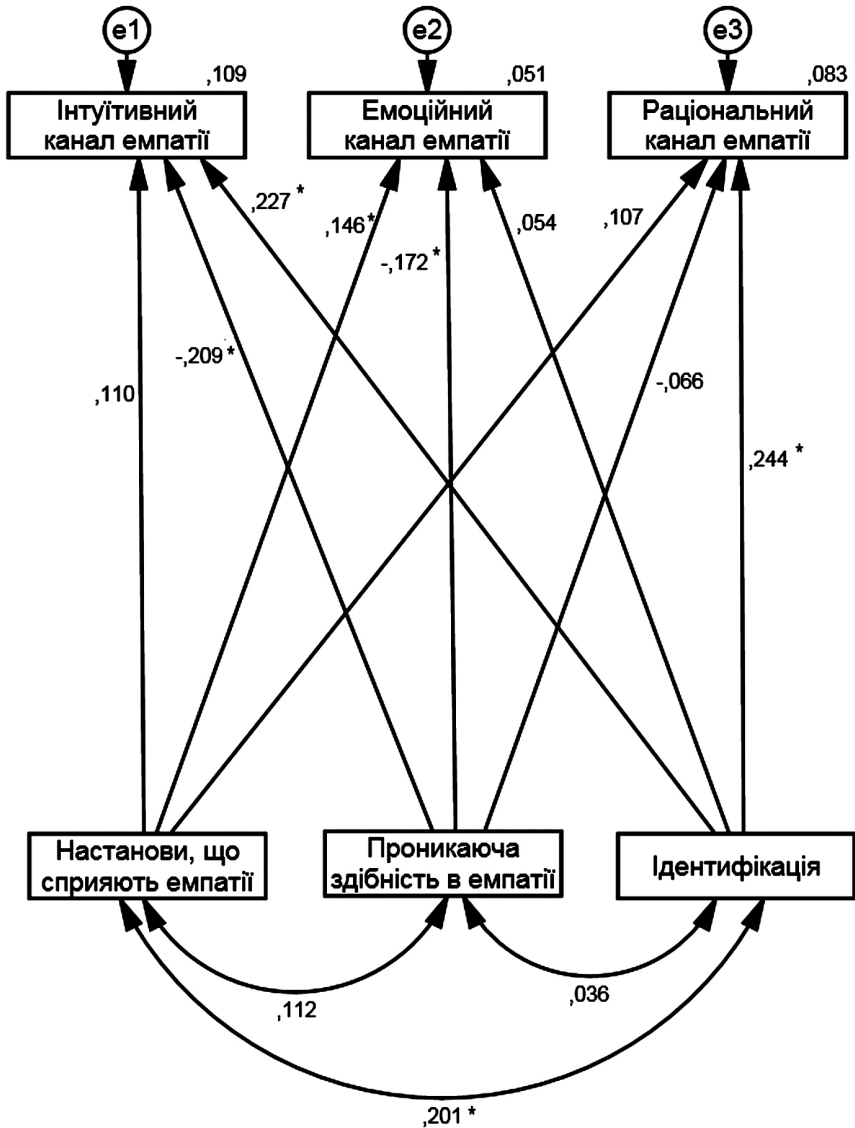 e1
e2
e3
,109
,051
,083
Інтуїтивний
канал емпатії
Емоційний
канал емпатії
Раціональний
канал емпатії
,227 *
,146 *
,054
,107
-,172 *
-,209 *
-,066
,110
,244 *
Настанови, що
сприяють емпатії
Проникаюча
здібність в емпатії
Ідентифікація
,112
,036
,201 *